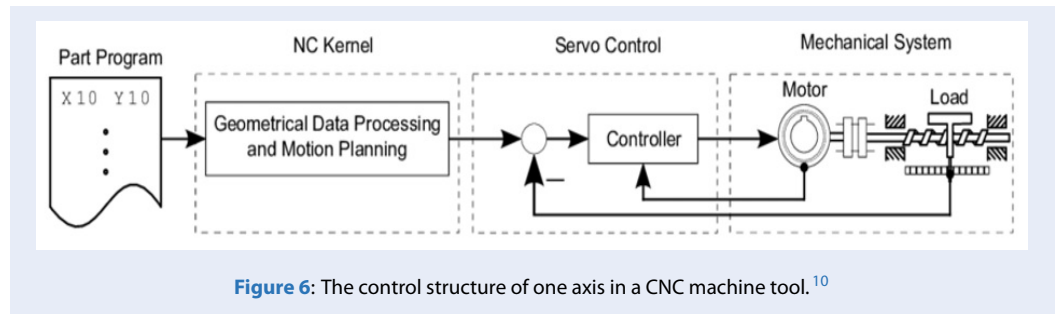 Part Program
NC Kernel
Servo Control
Mechanical System
X10 Y10
Geometrical Data Processing
and Motion Planning
Controller
Motor
Load
Figure 6: The control structure of one axis in a CNC machine tool. 10